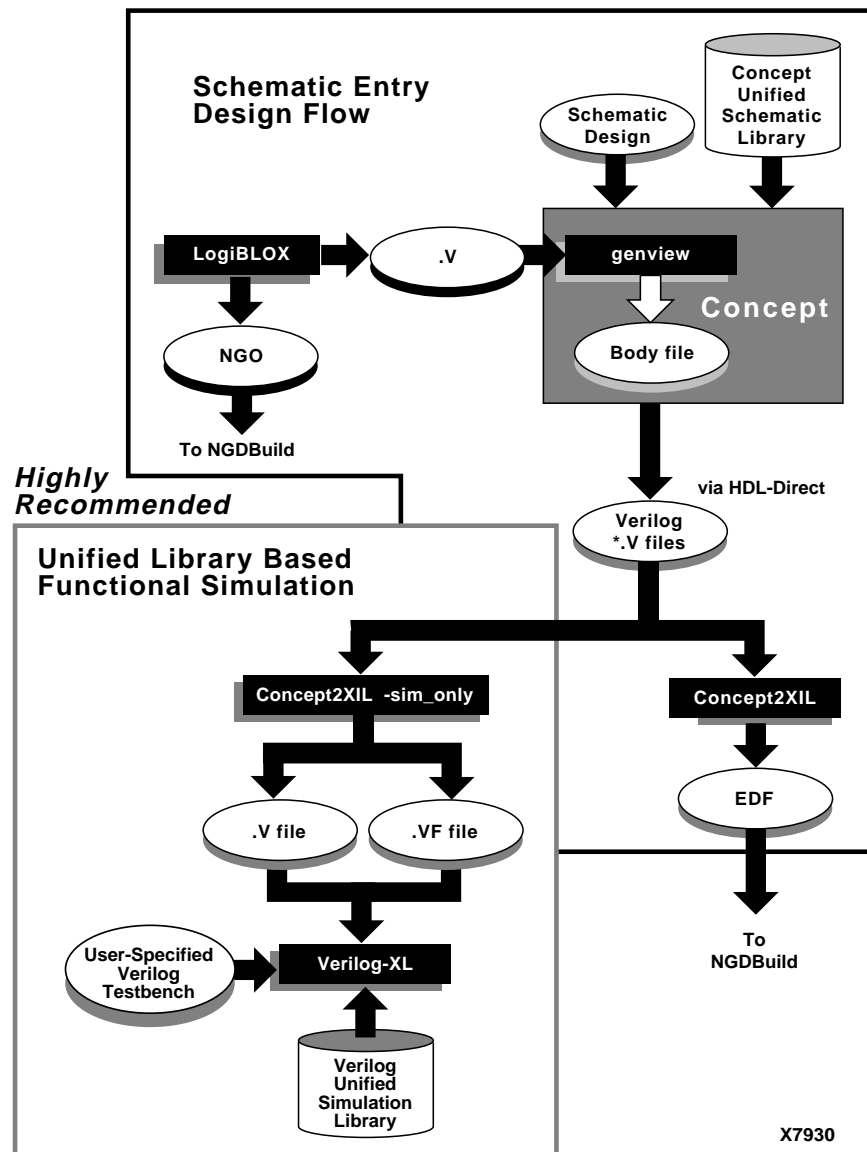 Schematic Entry
Design Flow
Concept
Unified
Schematic
Library
Schematic
Design
LogiBLOX
.V
genview
Concept
NGO
Body file
To NGDBuild
Highly
Recommended
via HDL-Direct
Verilog
*.V files
Unified Library Based
Functional Simulation
Concept2XIL -sim_only
Concept2XIL
.V file
.VF file
EDF
User-Specified
Verilog
Testbench
Verilog-XL
To
NGDBuild
Verilog
Unified
Simulation
Library
X7930